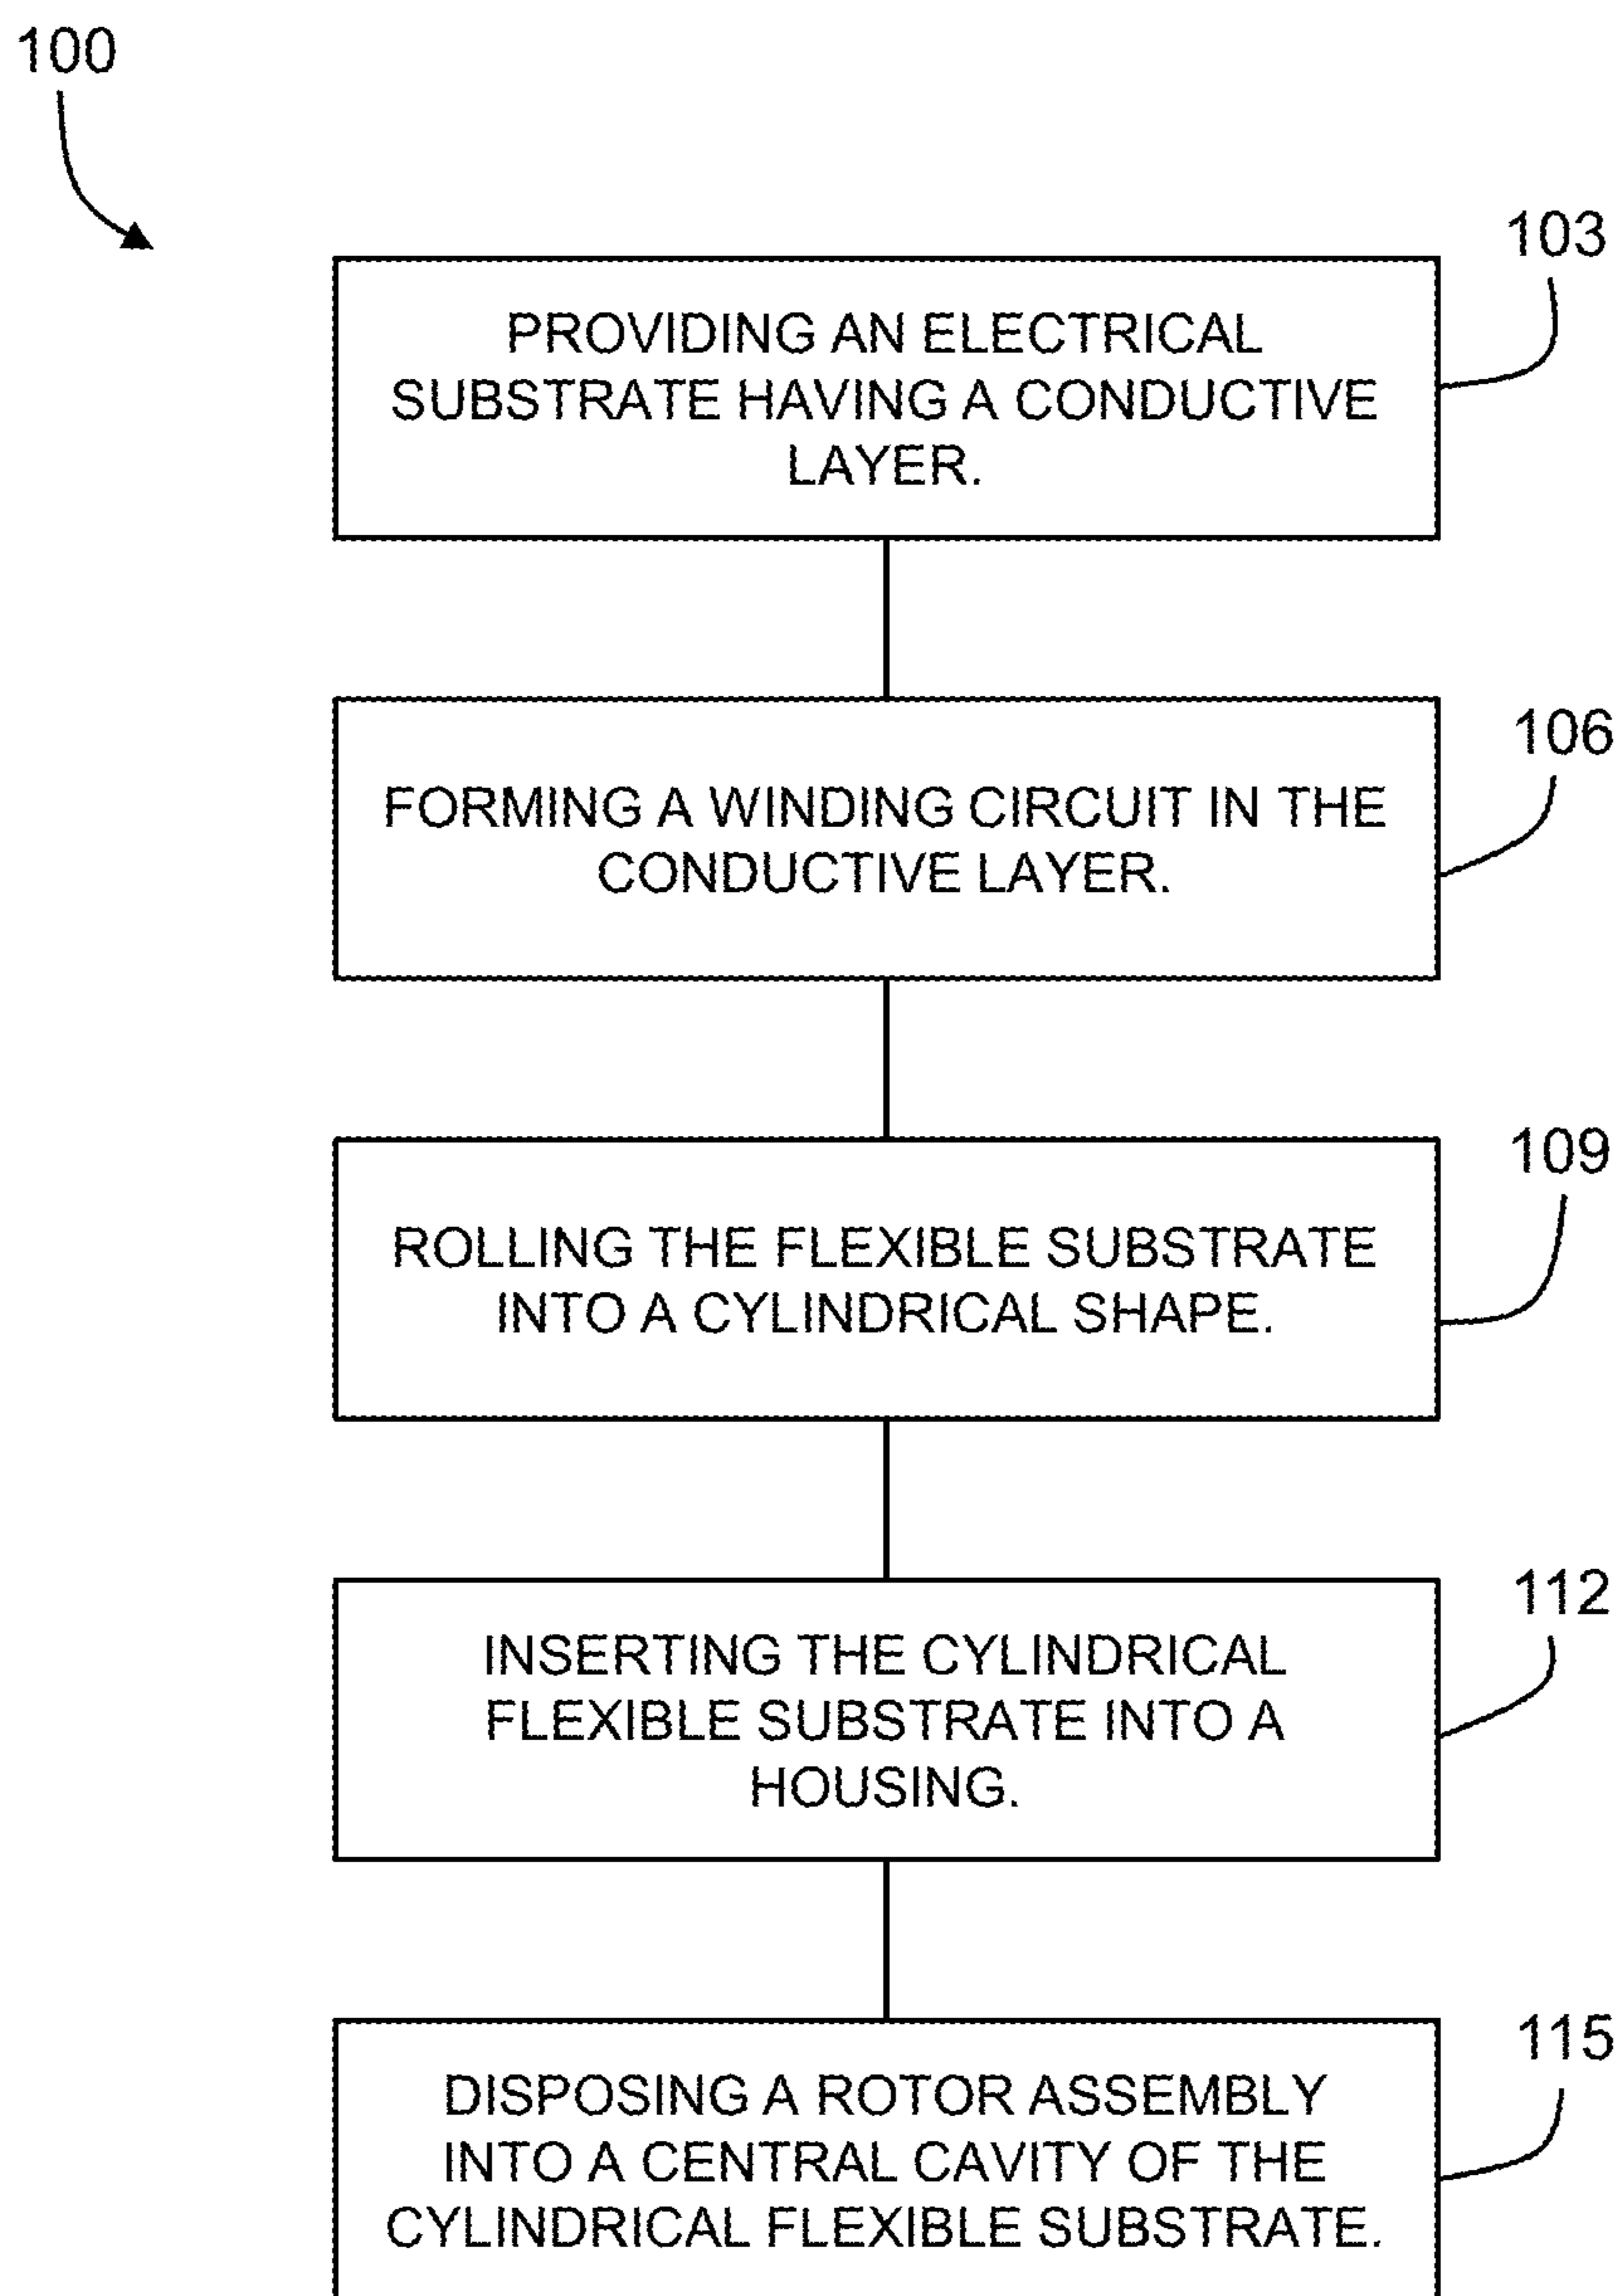 100
103
PROVIDING AN ELECTRICAL
SUBSTRATE HAVING A CONDUCTIVE
LAYER.
106
FORMING A WINDING CIRCUIT IN THE
CONDUCTIVE LAYER.
109
ROLLING THE FLEXIBLE SUBSTRATE
INTO A CYLINDRICAL SHAPE.
112
INSERTING THE CYLINDRICAL
FLEXIBLE SUBSTRATE INTO A
HOUSING.
115
DISPOSING A ROTOR ASSEMBLY
INTO A CENTRAL CAVITY OF THE
CYLINDRICAL FLEXIBLE SUBSTRATE.